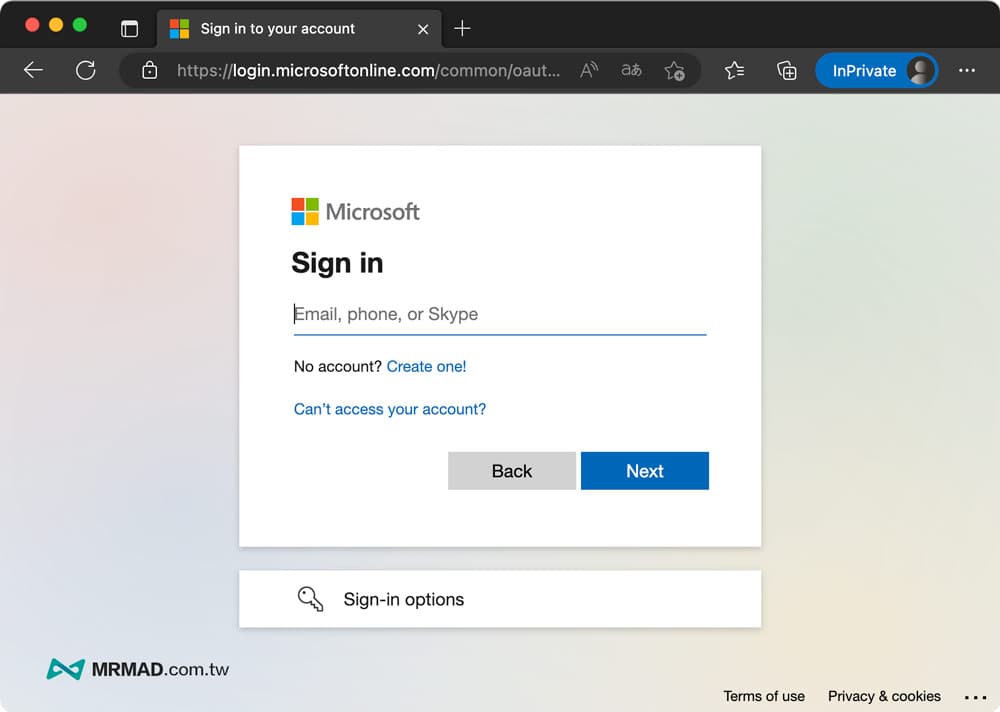 Sign in to your account
https://login.microsoftonline.com/common/oaut...
A
aあ
InPrivate
Microsoft
Sign in
Email, phone, or Skype
No account? Create one!
Can't access your account?
Back
Next
Sign-in options
MRMAD.com.tw
Terms of use
Privacy & cookies